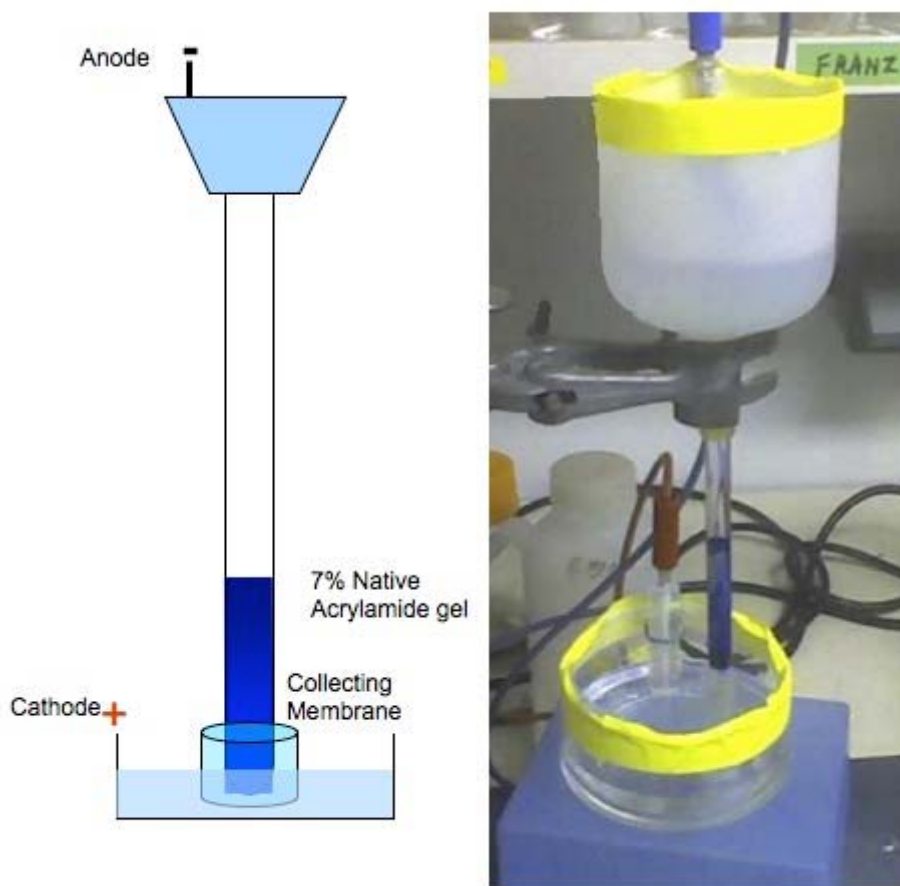 Anode
-
7% Native
Acrylamide gel
Collecting
Membrane
Cathode
+
FRANZ